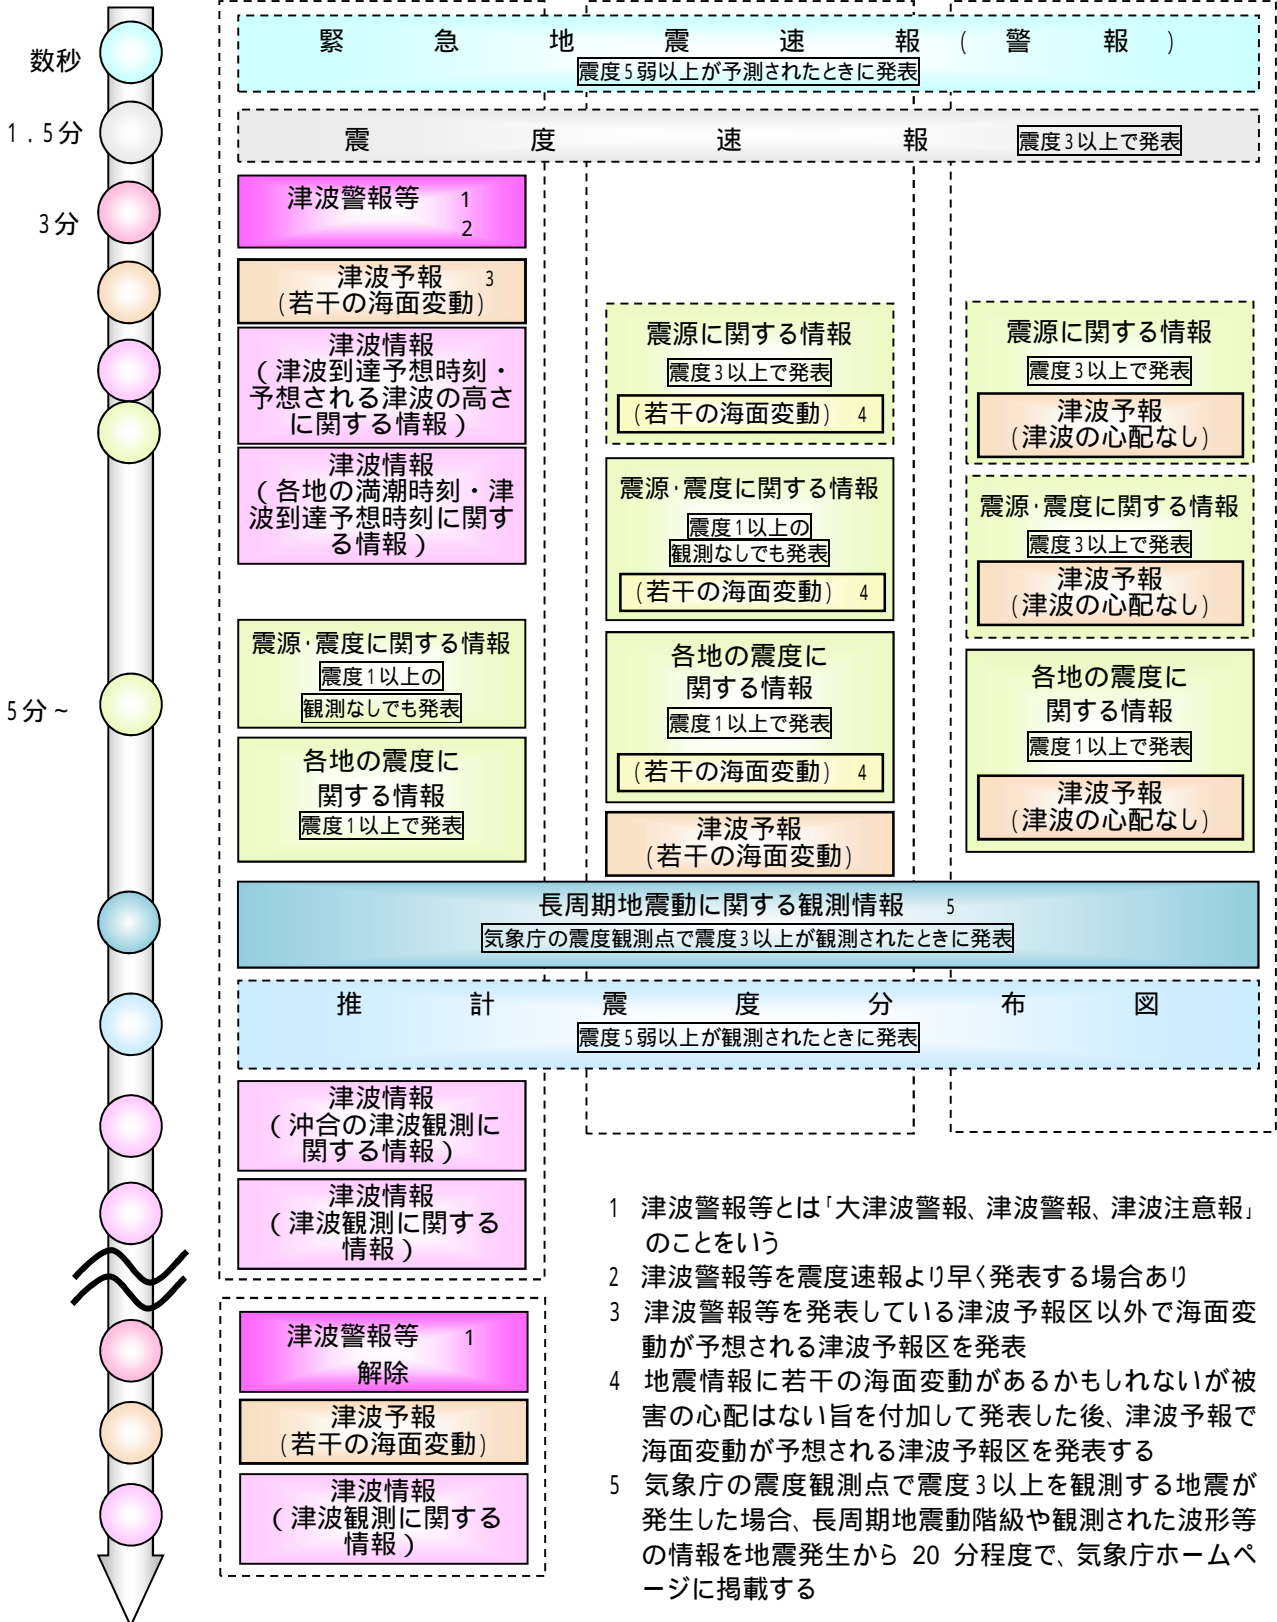 数秒
1．5分
3分
5分～
緊急地震速報（警報）
震度5弱以上が予測されたときに発表
震度速報 震度3以上で発表
津波警報等 1
2
津波予報 3
(若干の海面変動)
津波情報
（津波到達予想時刻・
予想される津波の高さ
に関する情報）
津波情報
（各地の満潮時刻・津
波到達予想時刻に関す
る情報）
震源･震度に関する情報
震度1以上の
観測なしでも発表
各地の震度に
関する情報
震度1以上で発表
震源に関する情報
震度3以上で発表
(若干の海面変動) 4
震源･震度に関する情報
震度1以上の
観測なしでも発表
(若干の海面変動) 4
各地の震度に
関する情報
震度1以上で発表
(若干の海面変動) 4
津波予報
(若干の海面変動)
震源に関する情報
震度3以上で発表
津波予報
(津波の心配なし)
震源･震度に関する情報
震度3以上で発表
津波予報
(津波の心配なし)
各地の震度に
関する情報
震度1以上で発表
津波予報
(津波の心配なし)
長周期地震動に関する観測情報 5
気象庁の震度観測点で震度3以上が観測されたときに発表
推計震度分布図
震度5弱以上が観測されたときに発表
津波情報
（沖合の津波観測に
関する情報）
津波情報
（津波観測に関する
情報）
津波警報等 1
解除
津波予報
(若干の海面変動)
津波情報
（津波観測に関する
情報）
1 津波警報等とは「大津波警報、津波警報、津波注意報」
のことをいう
2 津波警報等を震度速報より早く発表する場合あり
3 津波警報等を発表している津波予報区以外で海面変
動が予想される津波予報区を発表
4 地震情報に若干の海面変動があるかもしれないが被
害の心配はない旨を付加して発表した後、津波予報で
海面変動が予想される津波予報区を発表する
5 気象庁の震度観測点で震度3以上を観測する地震が
発生した場合、長周期地震動階級や観測された波形等
の情報を地震発生から 20 分程度で、気象庁ホームペ
ージに掲載する